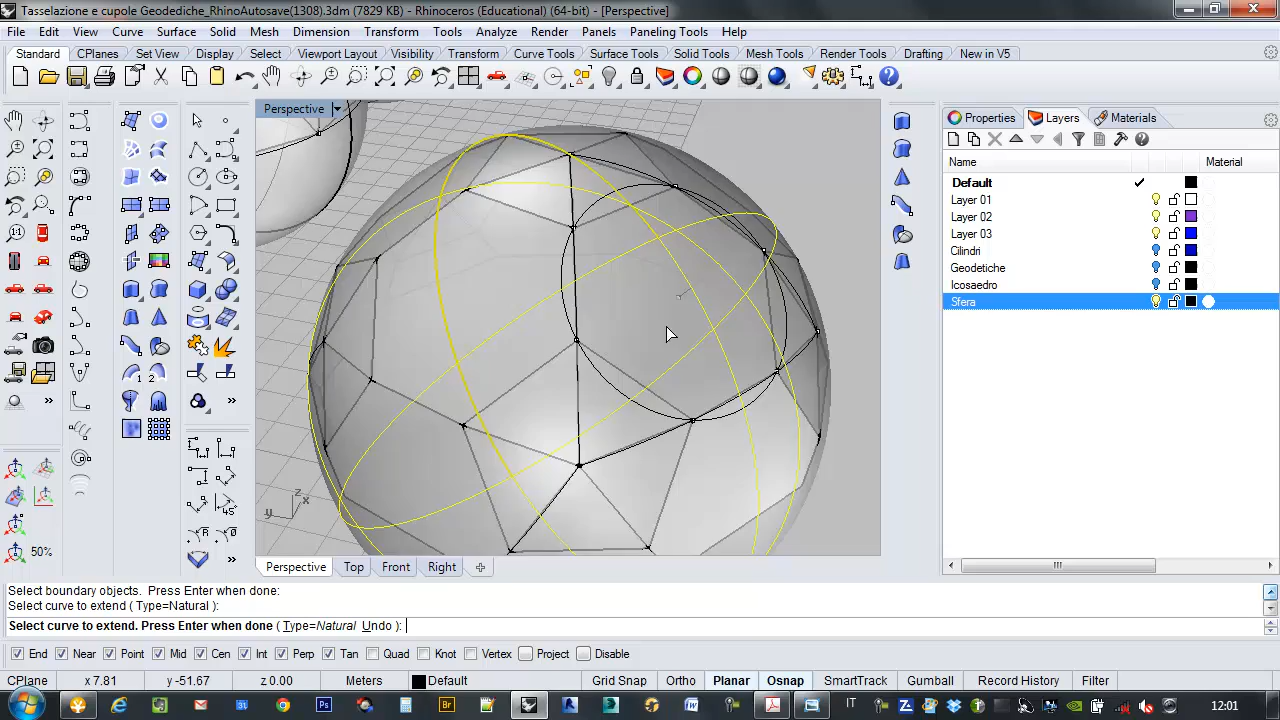 Tasselazione e cupole Geodediche_RhinoAutosave(1308).3dm (7829 KB) - Rhinoceros (Educational) (64-bit) - [Perspective]
File Edit View Curve Surface Solid Mesh Dimension Transform Tools Analyze Render Panels Paneling Tools Help
Standard CPlanes Set View Display Select Viewport Layout Visibility Transform Curve Tools Surface Tools Solid Tools Mesh Tools Render Tools Drafting New in V5
Perspective
Properties Layers Materials
Name Material
Default
Layer 01
Layer 02
Layer 03
Cilindri
Geodetiche
Icosaedro
Sfera
50%
z
y x
Perspective Top Front Right
Select boundary objects. Press Enter when done:
Select curve to extend ( Type=Natural ):
Select curve to extend. Press Enter when done ( Type=Natural Undo ):
End Near Point Mid Cen Int Perp Tan Quad Knot Vertex Project Disable
CPlane x 7.81 y -51.67 z 0.00 Meters Default Grid Snap Ortho Planar Osnap SmartTrack Gumball Record History Filter
IT 12:01